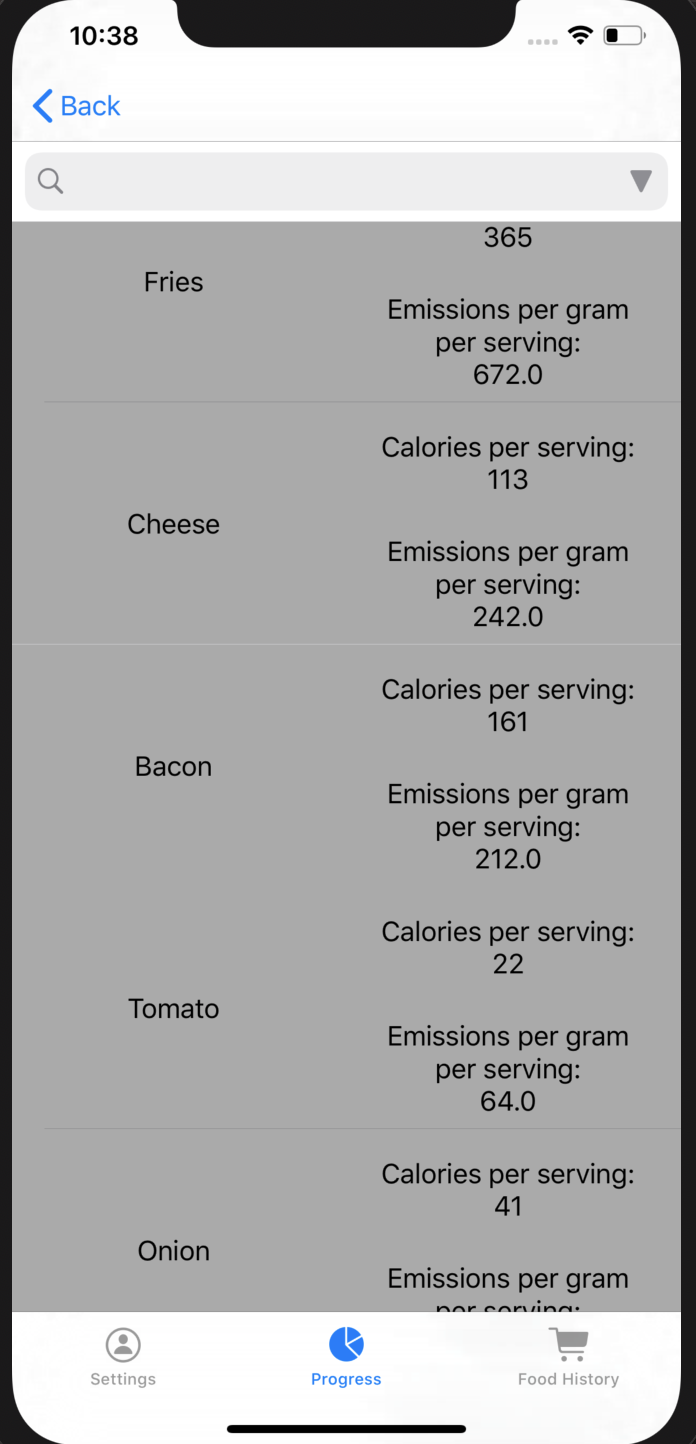 10:38
Back
365
Fries
Emissions per gram
per serving:
672.0
Calories per serving:
113
Cheese
Emissions per gram
per serving:
242.0
Calories per serving:
161
Bacon
Emissions per gram
per serving:
212.0
Calories per serving:
22
Tomato
Emissions per gram
per serving:
64.0
Calories per serving:
41
Onion
Emissions per gram
per serving:
Settings
Progress
Food History